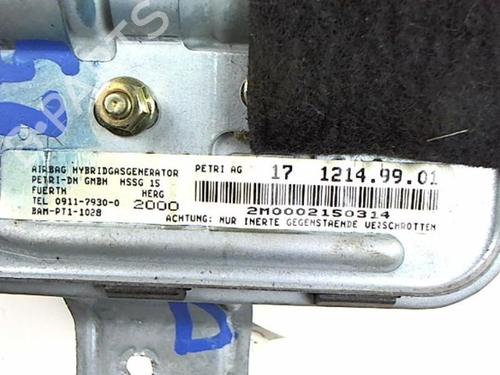 AIRBAG HYBRIDGASGENERATOR
PETRI-DN GMBH HSSG 15
FUERTH HERG
TEL 0911-7930-0 2000
BAM-PT1-1028
PETRI AG 17 1214.99.01
2M00021S0314
ACHTUNG: NUR INERTE GEGENSTAENDE VERSCHROTTEN